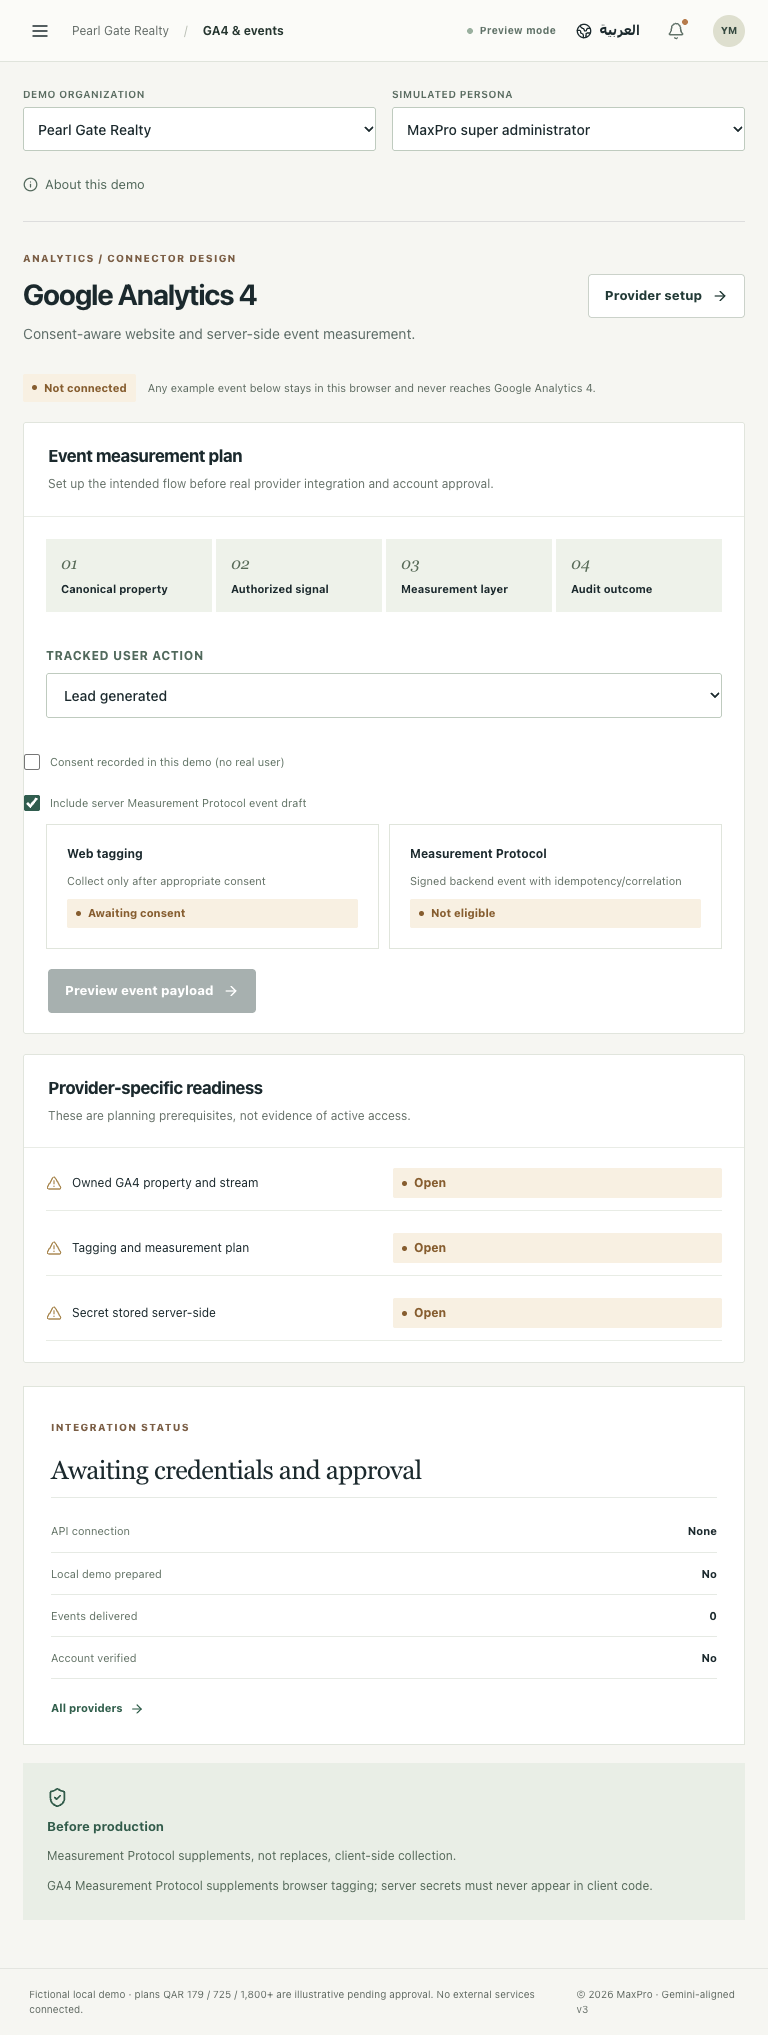 Pearl Gate Realty / GA4 & events
Preview mode
العربية
YM
DEMO ORGANIZATION
Pearl Gate Realty
SIMULATED PERSONA
MaxPro super administrator
About this demo
ANALYTICS / CONNECTOR DESIGN
Google Analytics 4
Provider setup
Consent-aware website and server-side event measurement.
Not connected
Any example event below stays in this browser and never reaches Google Analytics 4.
Event measurement plan
Set up the intended flow before real provider integration and account approval.
01
Canonical property
02
Authorized signal
03
Measurement layer
04
Audit outcome
TRACKED USER ACTION
Lead generated
Consent recorded in this demo (no real user)
Include server Measurement Protocol event draft
Web tagging
Collect only after appropriate consent
Awaiting consent
Measurement Protocol
Signed backend event with idempotency/correlation
Not eligible
Preview event payload
Provider-specific readiness
These are planning prerequisites, not evidence of active access.
Owned GA4 property and stream
Open
Tagging and measurement plan
Open
Secret stored server-side
Open
INTEGRATION STATUS
Awaiting credentials and approval
API connection
None
Local demo prepared
No
Events delivered
0
Account verified
No
All providers
Before production
Measurement Protocol supplements, not replaces, client-side collection.
GA4 Measurement Protocol supplements browser tagging; server secrets must never appear in client code.
Fictional local demo · plans QAR 179 / 725 / 1,800+ are illustrative pending approval. No external services
connected.
© 2026 MaxPro · Gemini-aligned
v3